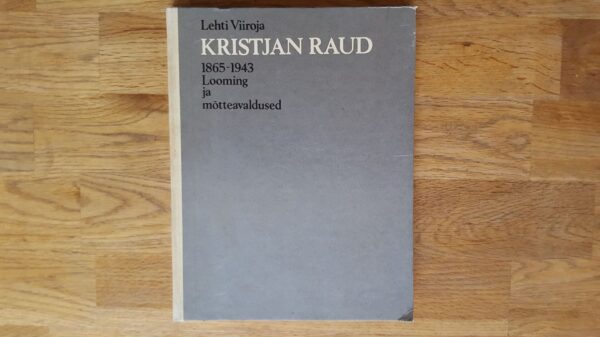 Lehti Viiroja
KRISTJAN RAUD
1865-1943
Looming
ja
mõtteavaldused